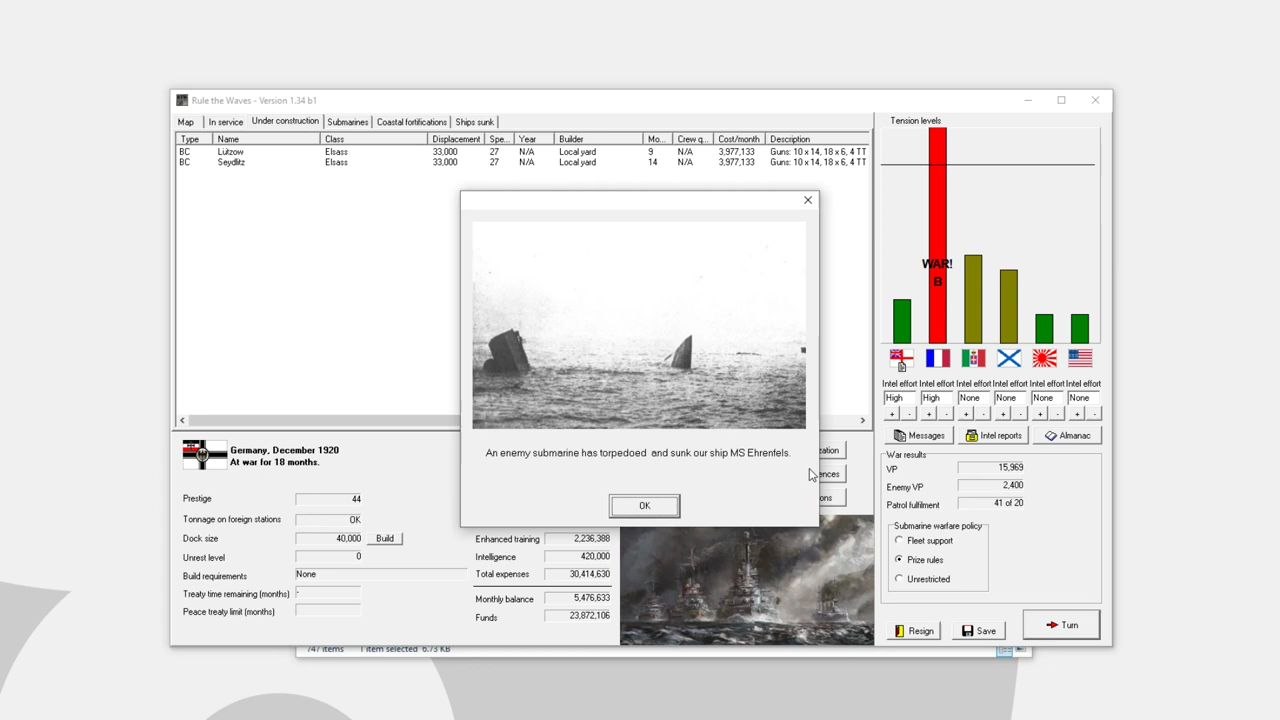 Rule the Waves - Version 1.34 b1
Map In service Under construction Submarines Coastal fortifications Ships sunk
Type Name Class Displacement Spe... Year Builder Mo... Crew q... Cost/month Description
BC Lützow Elsass 33,000 27 N/A Local yard 9 N/A 3,977,133 Guns: 10 x 14, 18 x 6, 4 TT
BC Seydlitz Elsass 33,000 27 N/A Local yard 14 N/A 3,977,133 Guns: 10 x 14, 18 x 6, 4 TT
An enemy submarine has torpedoed and sunk our ship MS Ehrenfels.
OK
Germany, December 1920
At war for 18 months.
Prestige 44
Tonnage on foreign stations OK
Dock size 40,000 Build
Unrest level 0
Build requirements None
Treaty time remaining (months) -
Peace treaty limit (months)
Enhanced training 2,236,388
Intelligence 420,000
Total expenses 30,414,630
Monthly balance 5,476,633
Funds 23,872,106
Tension levels
WAR!
B
Intel effort Intel effort Intel effort Intel effort Intel effort Intel effort
High High None None None None
+ - + - + - + - + - + -
Messages Intel reports Almanac
War results
VP 15,969
Enemy VP 2,400
Patrol fulfilment 41 of 20
Submarine warfare policy
Fleet support
Prize rules
Unrestricted
Resign Save Turn
747 items 1 item selected 6.73 KB